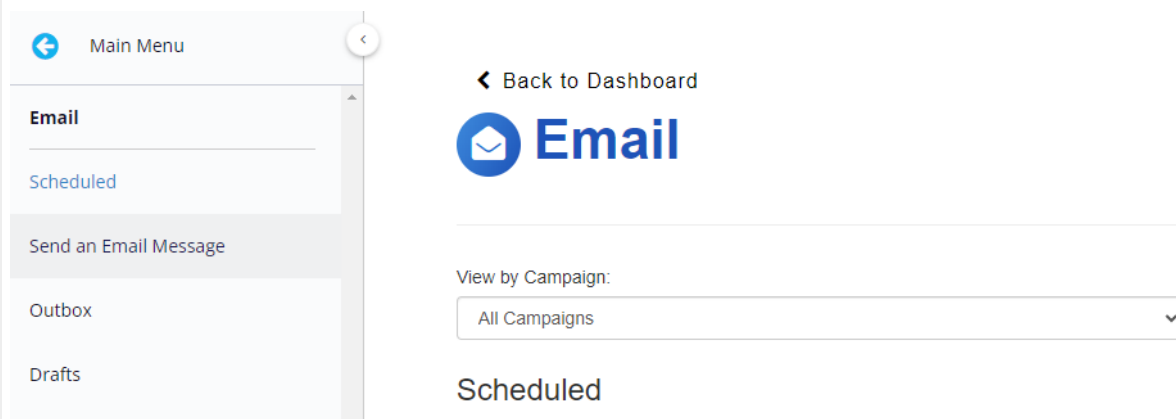 Main Menu
Email
Scheduled
Send an Email Message
Outbox
Drafts
Back to Dashboard
Email
View by Campaign:
All Campaigns
Scheduled